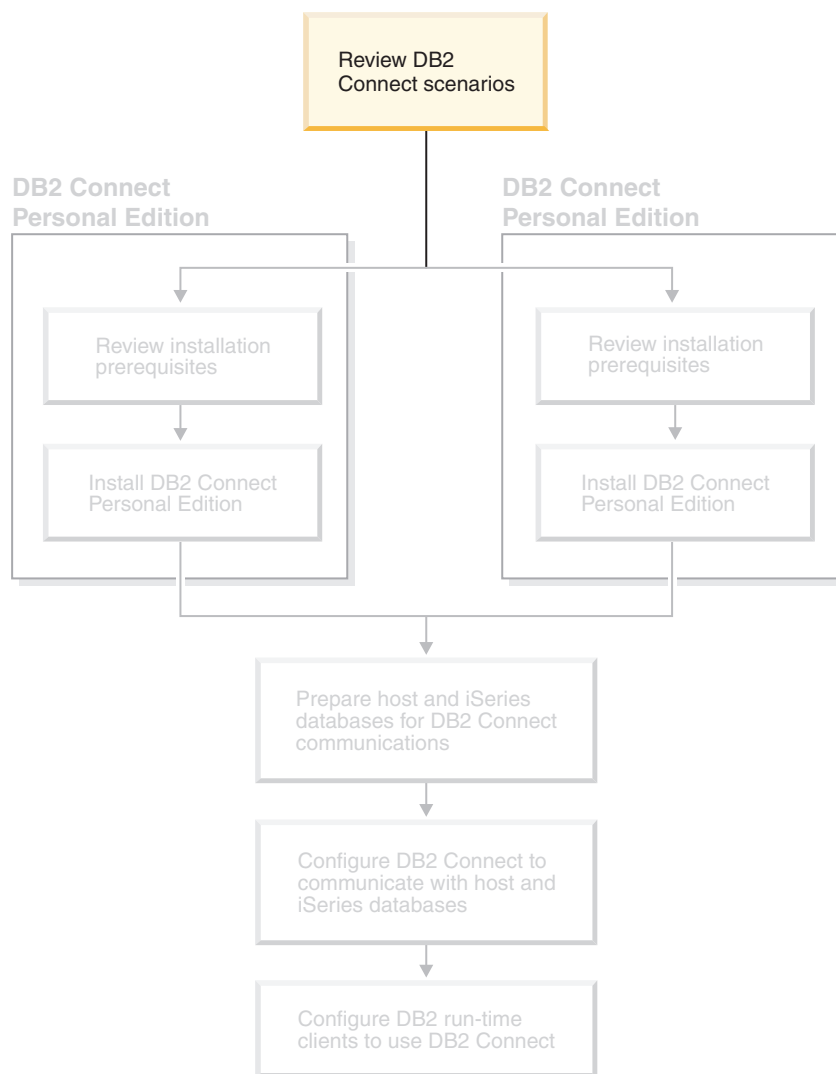 Review DB2
Connect scenarios
DB2 Connect
Personal Edition
Review installation
prerequisites
Install DB2 Connect
Personal Edition
DB2 Connect
Personal Edition
Review installation
prerequisites
Install DB2 Connect
Personal Edition
Prepare host and iSeries
databases for DB2 Connect
communications
Configure DB2 Connect to
communicate with host and
iSeries databases
Configure DB2 run-time
clients to use DB2 Connect